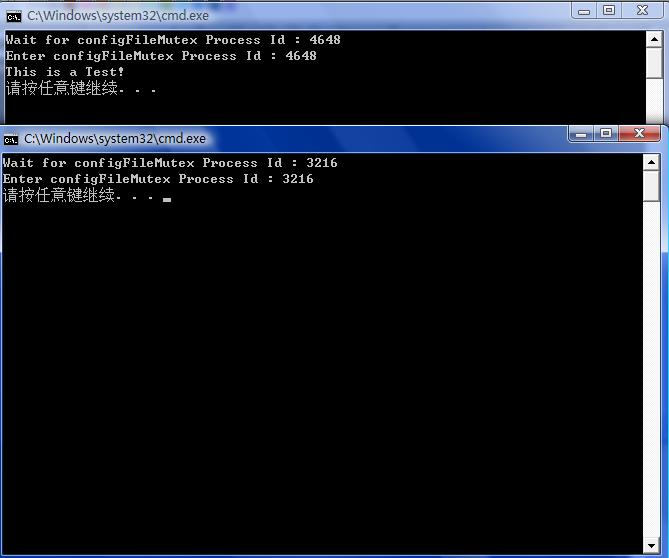 C:\Windows\system32\cmd.exe
Wait for configFileMutex Process Id : 4648
Enter configFileMutex Process Id : 4648
This is a Test!
请按任意键继续. . .
C:\Windows\system32\cmd.exe
Wait for configFileMutex Process Id : 3216
Enter configFileMutex Process Id : 3216
请按任意键继续. . .